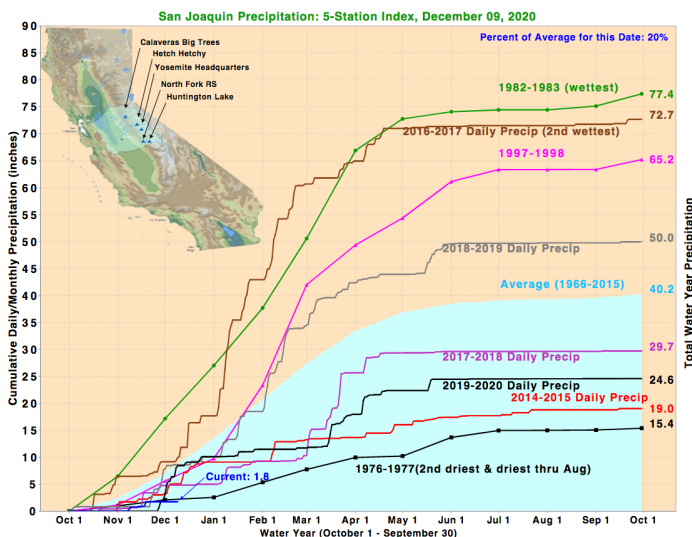 San Joaquin Precipitation: 5-Station Index, December 09, 2020
Percent of Average for this Date: 20%
Calaveras Big Trees
Hetch Hetchy
Yosemite Headquarters
North Fork RS
Huntington Lake
Cumulative Daily/Monthly Precipitation (inches)
90
85
80
75
70
65
60
55
50
45
40
35
30
25
20
15
10
5
0
1982-1983 (wettest)
77.4
72.7
2016-2017 Daily Precip (2nd wettest)
1997-1998
65.2
2018-2019 Daily Precip
50.0
Average (1966-2015)
40.2
2017-2018 Daily Precip
29.7
2019-2020 Daily Precip
24.6
2014-2015 Daily Precip
19.0
15.4
1976-1977(2nd driest & driest thru Aug)
Current: 1.8
Total Water Year Precipitation
Oct 1 Nov 1 Dec 1 Jan 1 Feb 1 Mar 1 Apr 1 May 1 Jun 1 Jul 1 Aug 1 Sep 1 Oct 1
Water Year (October 1 - September 30)